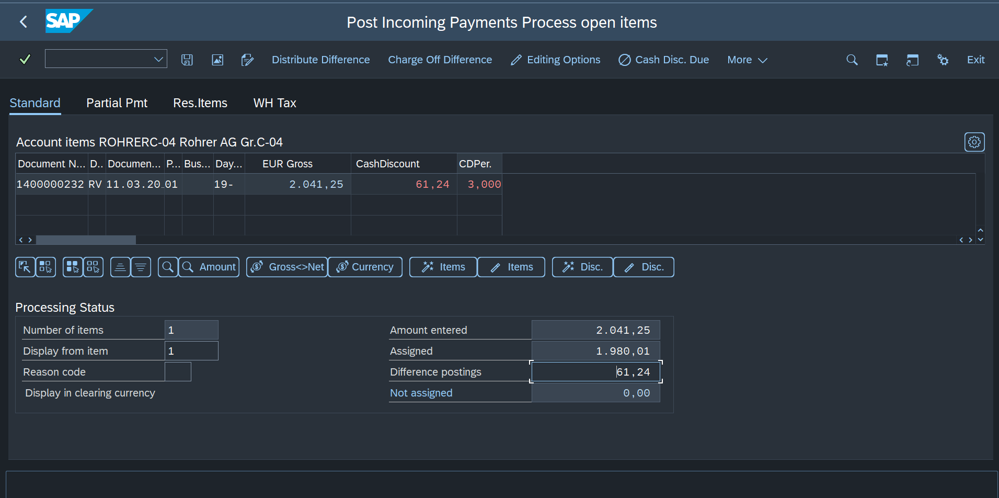 SAP
Post Incoming Payments Process open items
Distribute Difference Charge Off Difference Editing Options Cash Disc. Due More Exit
Standard Partial Pmt Res.Items WH Tax
Account items ROHRERC-04 Rohrer AG Gr.C-04
Document N... D.. Documen... P... Bus... Day... EUR Gross CashDiscount CDPer.
1400000232 RV 11.03.20... 01 19- 2.041,25 61,24 3,000
Amount Gross<>Net Currency Items Items Disc. Disc.
Processing Status
Number of items 1 Amount entered 2.041,25
Display from item 1 Assigned 1.980,01
Reason code Difference postings 61,24
Display in clearing currency Not assigned 0,00